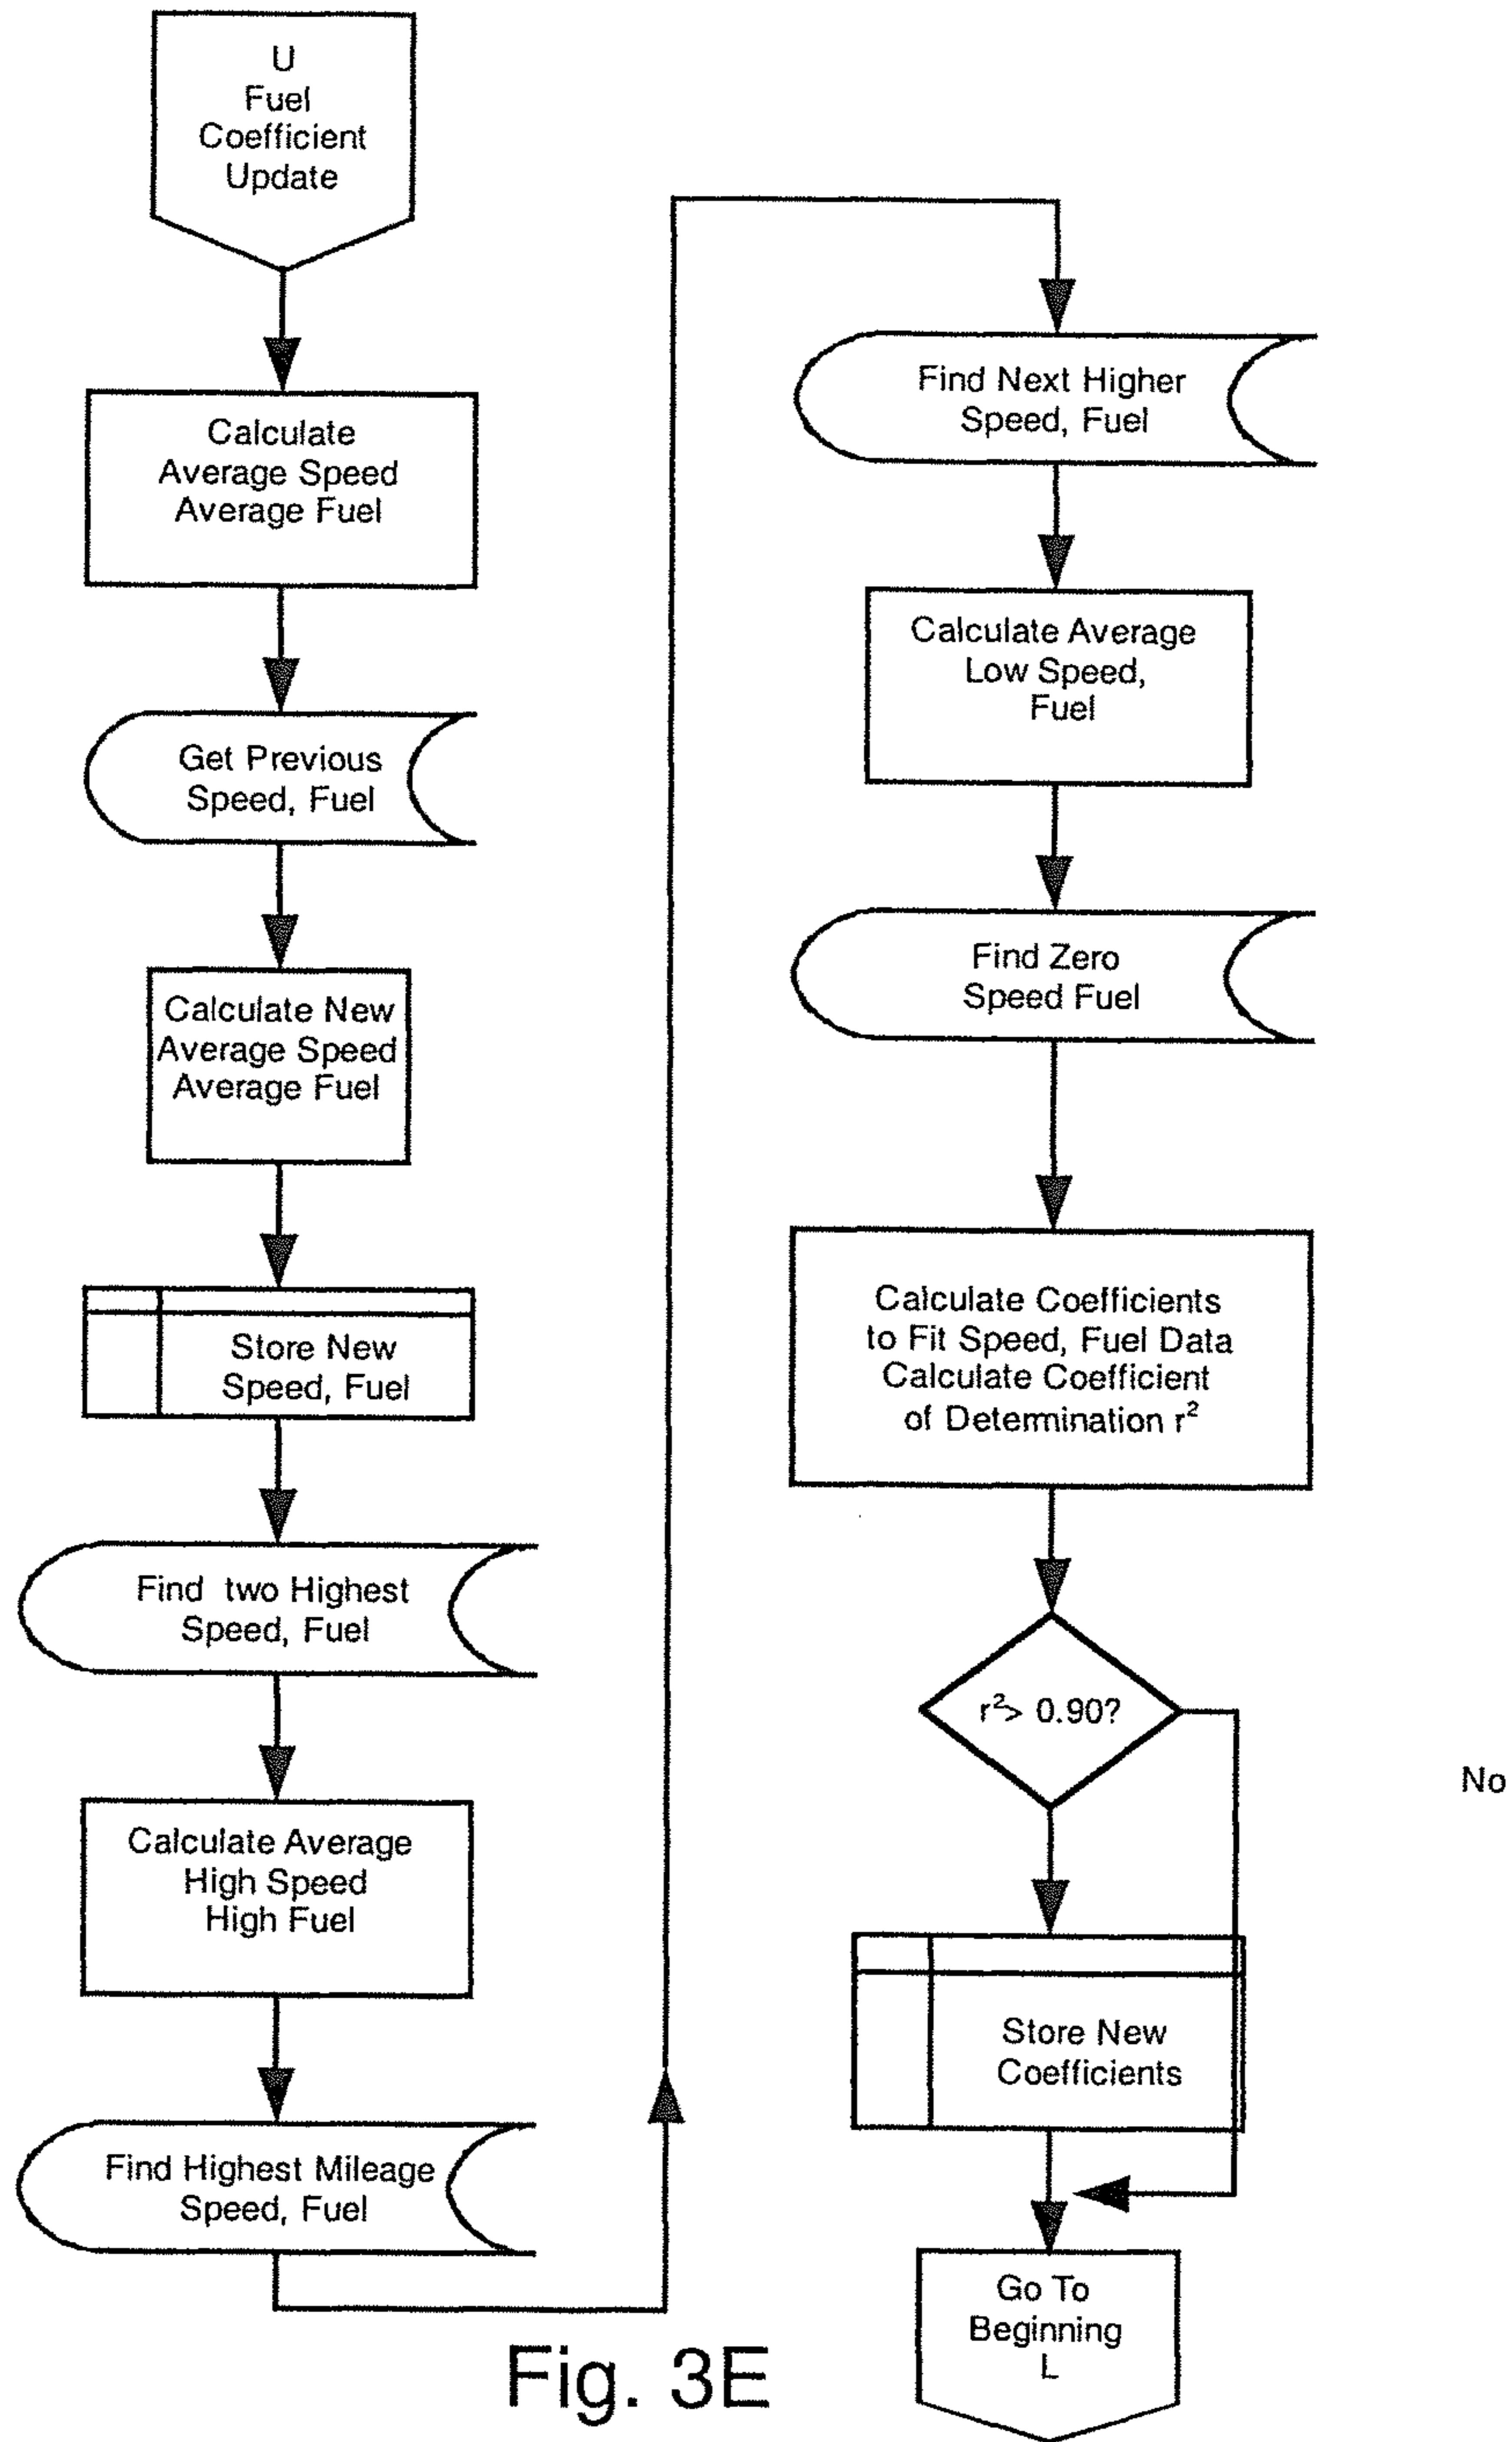 U
Fuel
Coefficient
Update
Calculate
Average Speed
Average Fuel
Get Previous
Speed, Fuel
Calculate New
Average Speed
Average Fuel
Store New
Speed, Fuel
Find two Highest
Speed, Fuel
Calculate Average
High Speed
High Fuel
Find Highest Mileage
Speed, Fuel
Find Next Higher
Speed, Fuel
Calculate Average
Low Speed,
Fuel
Find Zero
Speed Fuel
Calculate Coefficients
to Fit Speed, Fuel Data
Calculate Coefficient
of Determination r²
r²> 0.90?
No
Store New
Coefficients
Go To
Beginning
L
Fig. 3E